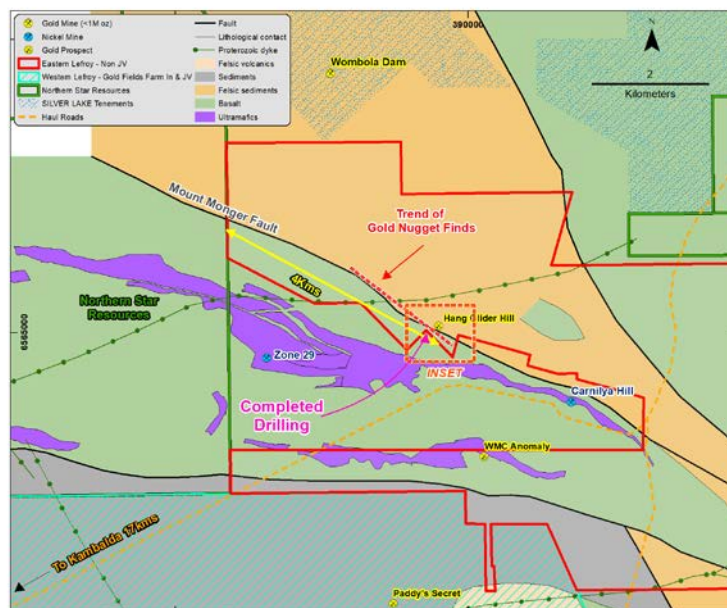 Gold Mine (<1M oz)
Nickel Mine
Gold Prospect
Eastern Lefroy - Non JV
Western Lefroy - Gold Fields Farm In & JV
Northern Star Resources
SILVER LAKE Tenements
Haul Roads
Fault
Lithological contact
Proterozoic dyke
Felsic volcanics
Sediments
Felsic sediments
Basalt
Ultramafics
390000
N
2
Kilometers
Wombola Dam
Mount Monger Fault
Trend of
Gold Nugget Finds
4Kms
Northern Star
Resources
6565000
Hang Glider Hill
Zone 29
INSET
Carnilya Hill
Completed
Drilling
WMC Anomaly
To Kambalda 17kms
Paddy's Secret